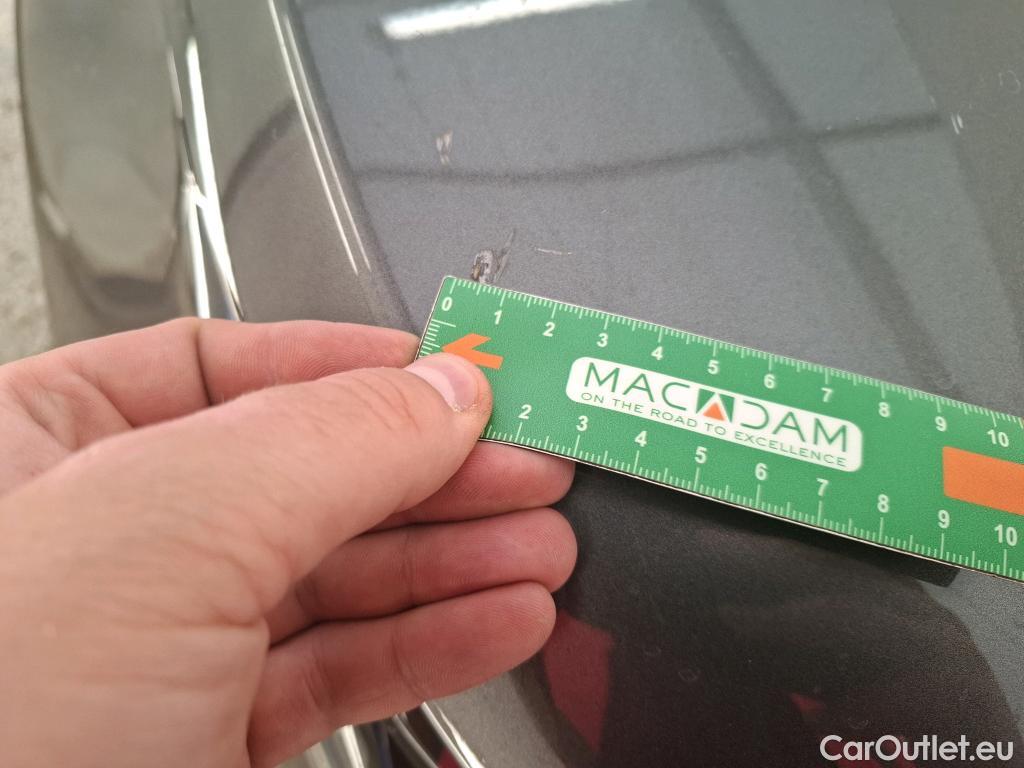 0 1 2 3 4 5 6 7 8 9 10
MACADAM
ON THE ROAD TO EXCELLENCE
2 3 4 5 6 7 8 9 10
CarOutlet.eu